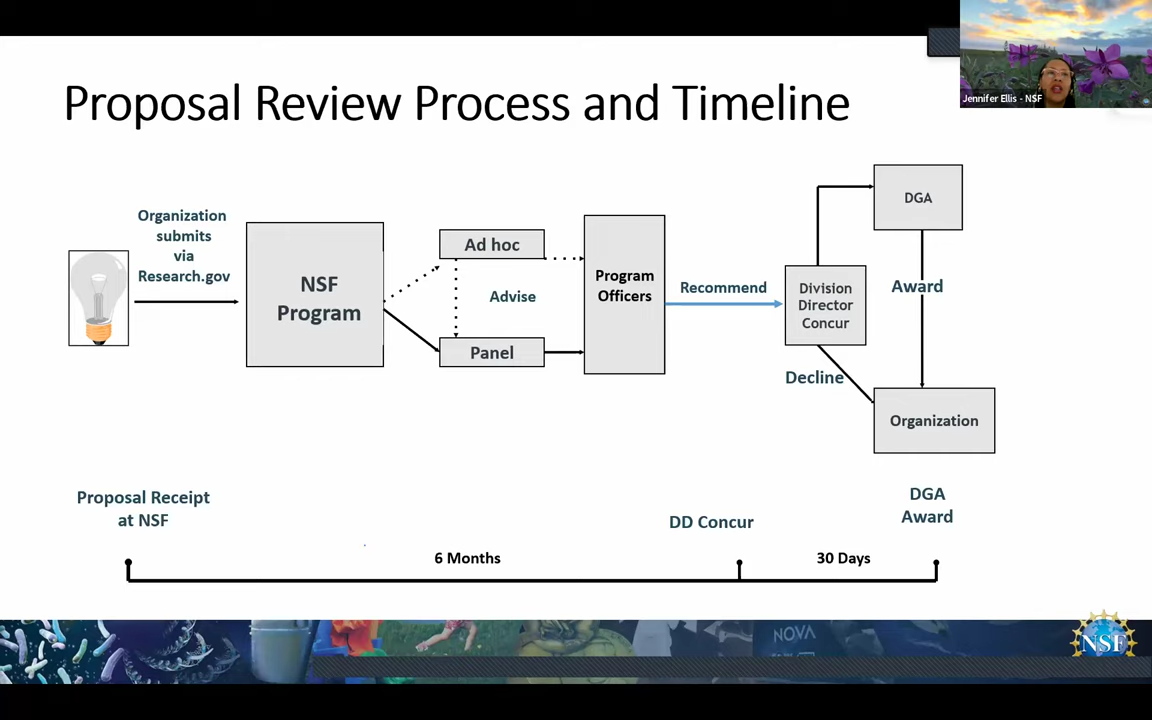 Proposal Review Process and Timeline
Jennifer Ellis - NSF
Organization
submits
via
Research.gov
NSF
Program
Ad hoc
Advise
Panel
Program
Officers
Recommend
Division
Director
Concur
DGA
Award
Decline
Organization
Proposal Receipt
at NSF
DD Concur
DGA
Award
6 Months
30 Days
NOVA
NSF